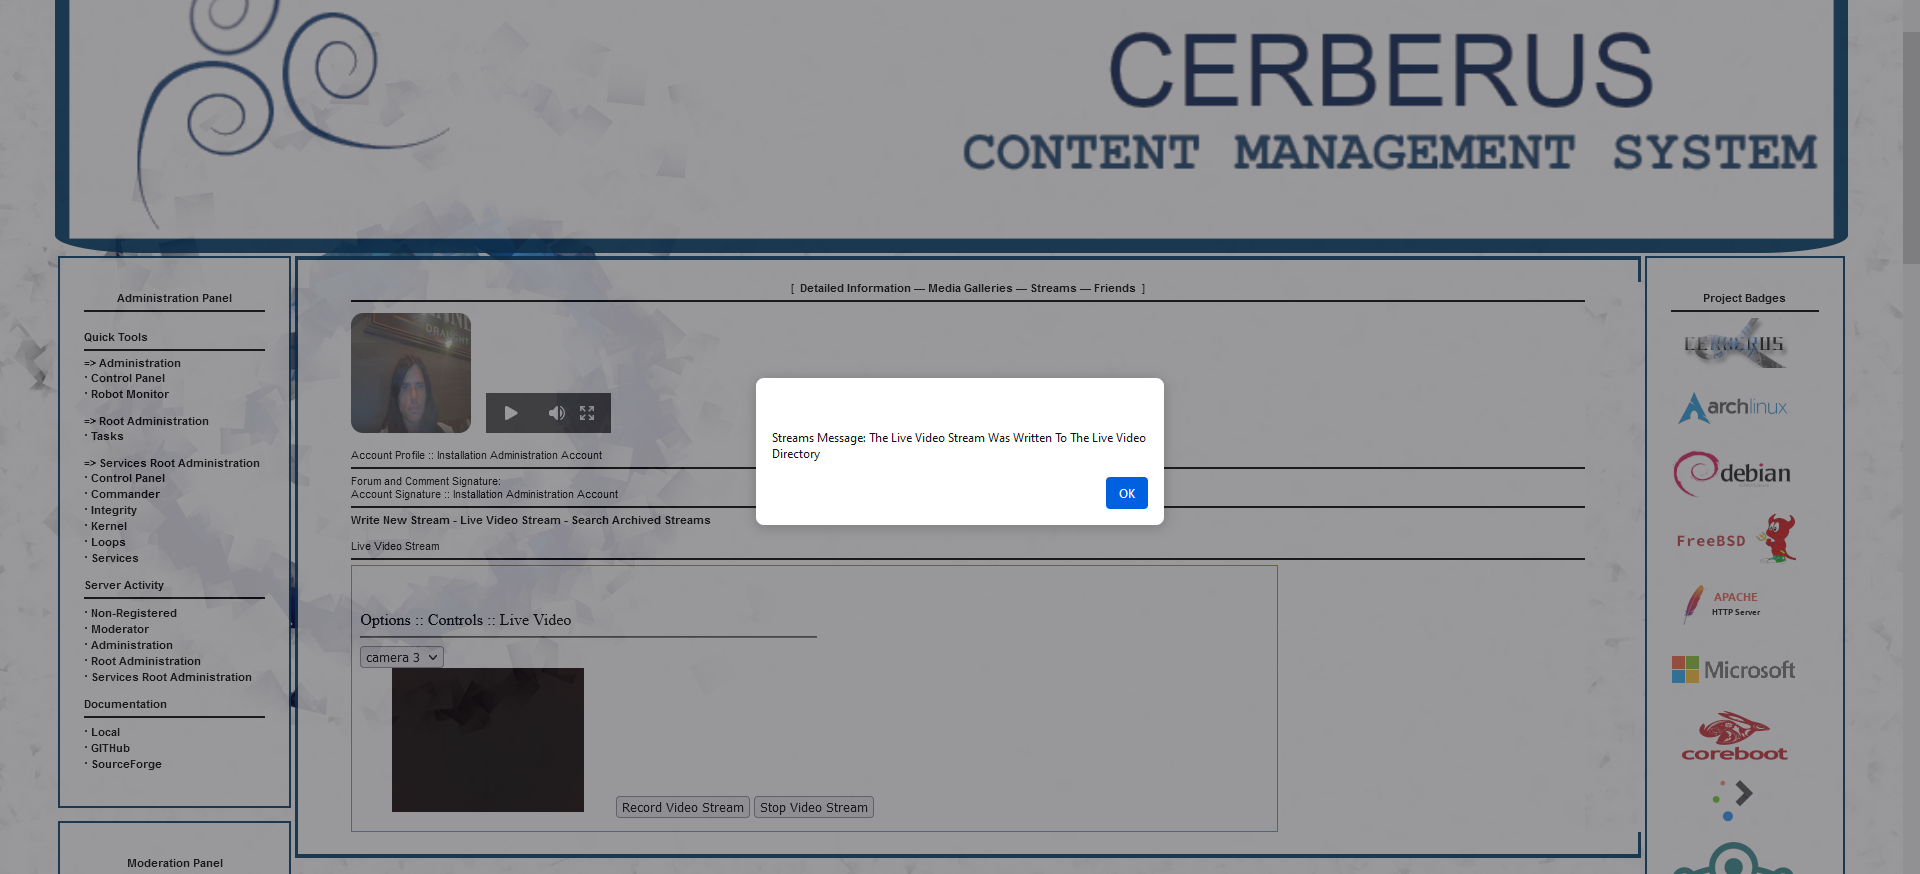 CERBERUS
CONTENT MANAGEMENT SYSTEM
Administration Panel
Quick Tools
=> Administration
· Control Panel
· Robot Monitor
=> Root Administration
· Tasks
=> Services Root Administration
· Control Panel
· Commander
· Integrity
· Kernel
· Loops
· Services
Server Activity
· Non-Registered
· Moderator
· Administration
· Root Administration
· Services Root Administration
Documentation
· Local
· GITHub
· SourceForge
Moderation Panel
[ Detailed Information — Media Galleries — Streams — Friends ]
Account Profile :: Installation Administration Account
Forum and Comment Signature:
Account Signature :: Installation Administration Account
Write New Stream - Live Video Stream - Search Archived Streams
Live Video Stream
Options :: Controls :: Live Video
camera 3
Record Video Stream Stop Video Stream
Streams Message: The Live Video Stream Was Written To The Live Video
Directory
OK
Project Badges
CERBERUS
archlinux
debian
FreeBSD
APACHE
HTTP Server
Microsoft
coreboot